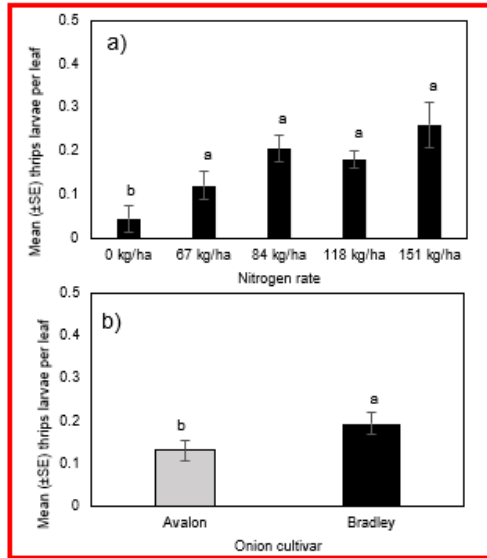 a)
Mean (±SE) thrips larvae per leaf
0.5
0.4
0.3
0.2
0.1
0
b
a
a
a
a
0 kg/ha 67 kg/ha 84 kg/ha 118 kg/ha 151 kg/ha
Nitrogen rate
b)
Mean (±SE) thrips larvae per leaf
0.5
0.4
0.3
0.2
0.1
0
b
a
Avalon Bradley
Onion cultivar